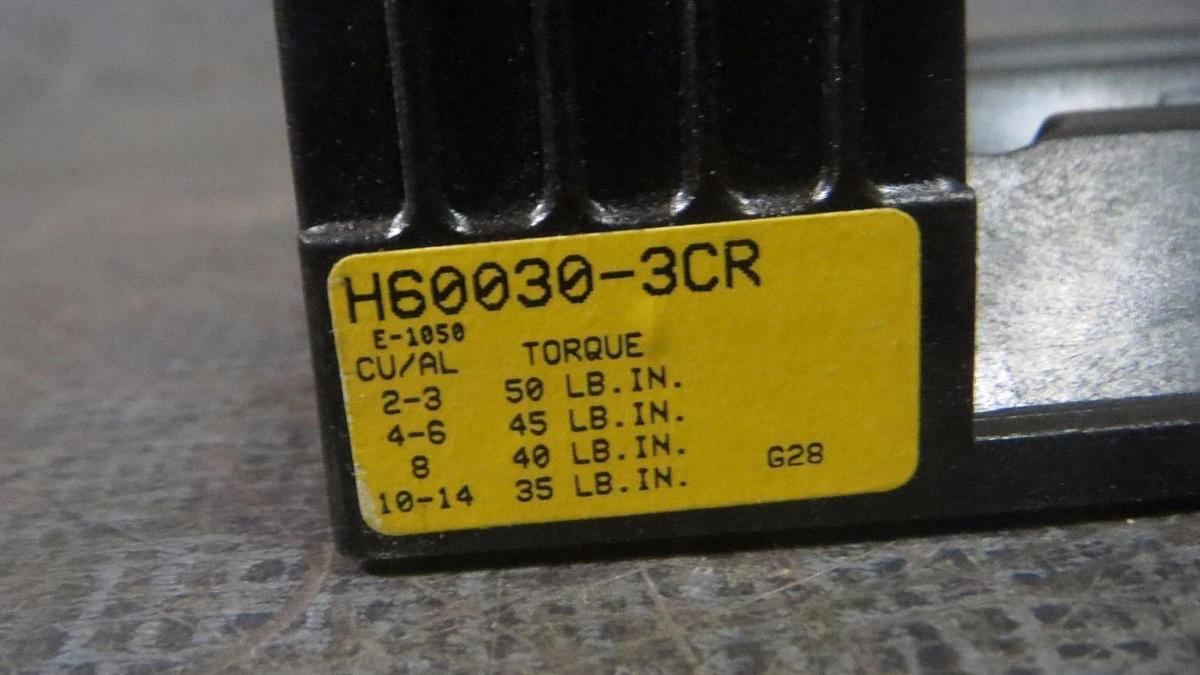 H60030-3CR
E-1050
CU/AL TORQUE
2-3 50 LB.IN.
4-6 45 LB.IN.
8 40 LB.IN.
10-14 35 LB.IN. G28